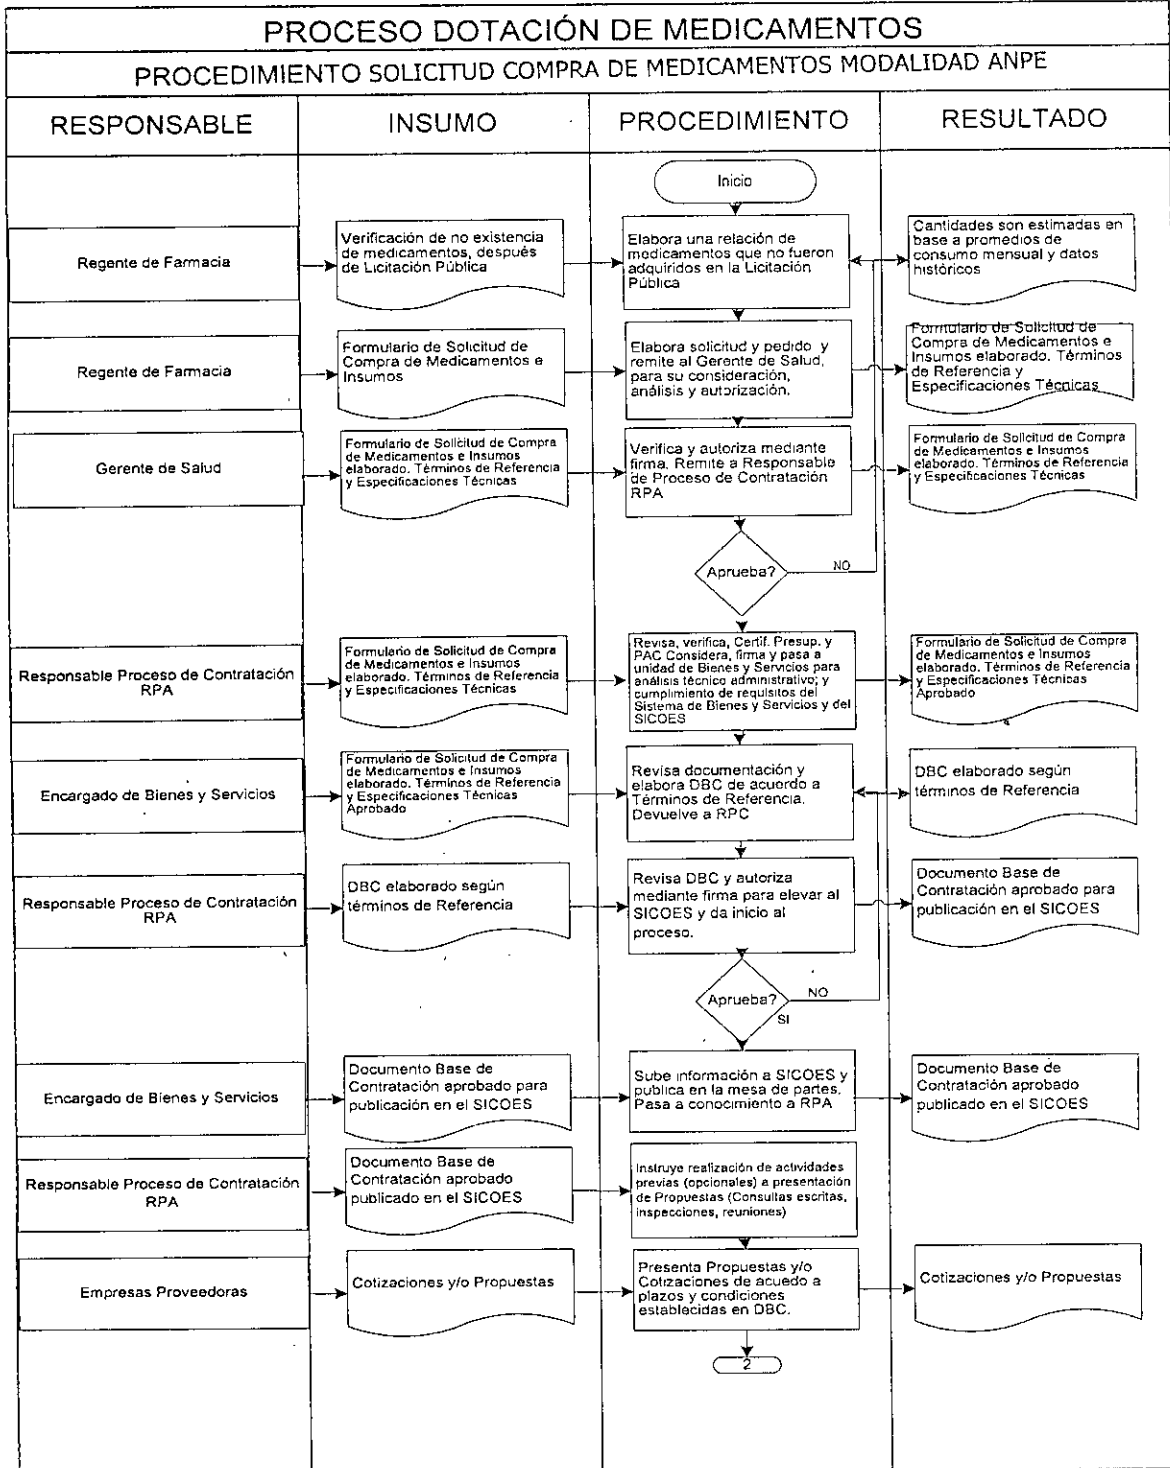 PROCESO DOTACIÓN DE MEDICAMENTOS
PROCEDIMIENTO SOLICITUD COMPRA DE MEDICAMENTOS MODALIDAD ANPE
RESPONSABLE
INSUMO
PROCEDIMIENTO
RESULTADO
Inicio
Regente de Farmacia
Verificación de no existencia
de medicamentos, después
de Licitación Pública
Elabora una relación de
medicamentos que no fueron
adquiridos en la Licitación
Pública
Cantidades son estimadas en
base a promedios de
consumo mensual y datos
históricos
Regente de Farmacia
Formulario de Solicitud de
Compra de Medicamentos e
Insumos
Elabora solicitud y pedido y
remite al Gerente de Salud,
para su consideración,
análisis y autorización.
Formulario de Solicitud de
Compra de Medicamentos e
Insumos elaborado. Términos
de Referencia y
Especificaciones Técnicas
Gerente de Salud
Formulario de Solicitud de Compra
de Medicamentos e Insumos
elaborado. Términos de Referencia
y Especificaciones Técnicas
Verifica y autoriza mediante
firma. Remite a Responsable
de Proceso de Contratación
RPA
Formulario de Solicitud de Compra
de Medicamentos e Insumos
elaborado. Términos de Referencia
y Especificaciones Técnicas
Aprueba?
NO
Responsable Proceso de Contratación
RPA
Formulario de Solicitud de Compra
de Medicamentos e Insumos
elaborado. Términos de Referencia
y Especificaciones Técnicas
Revisa, verifica, Certif. Presup. y
PAC Considera, firma y pasa a
unidad de Bienes y Servicios para
análisis técnico administrativo; y
cumplimiento de requisitos del
Sistema de Bienes y Servicios y del
SICOES
Formulario de Solicitud de Compra
de Medicamentos e Insumos
elaborado. Términos de Referencia
y Especificaciones Técnicas
Aprobado
Encargado de Bienes y Servicios
Formulario de Solicitud de Compra
de Medicamentos e Insumos
elaborado. Términos de Referencia
y Especificaciones Técnicas
Aprobado
Revisa documentación y
elabora DBC de acuerdo a
Términos de Referencia.
Devuelve a RPC
DBC elaborado según
términos de Referencia
Responsable Proceso de Contratación
RPA
DBC elaborado según
términos de Referencia
Revisa DBC y autoriza
mediante firma para elevar al
SICOES y da inicio al
proceso.
Documento Base de
Contratación aprobado para
publicación en el SICOES
Aprueba?
NO
SI
Encargado de Bienes y Servicios
Documento Base de
Contratación aprobado para
publicación en el SICOES
Sube información a SICOES y
publica en la mesa de partes.
Pasa a conocimiento a RPA
Documento Base de
Contratación aprobado
publicado en el SICOES
Responsable Proceso de Contratación
RPA
Documento Base de
Contratación aprobado
publicado en el SICOES
Instruye realización de actividades
previas (opcionales) a presentación
de Propuestas (Consultas escritas,
inspecciones, reuniones)
Empresas Proveedoras
Cotizaciones y/o Propuestas
Presenta Propuestas y/o
Cotizaciones de acuedo a
plazos y condiciones
establecidas en DBC.
Cotizaciones y/o Propuestas
2